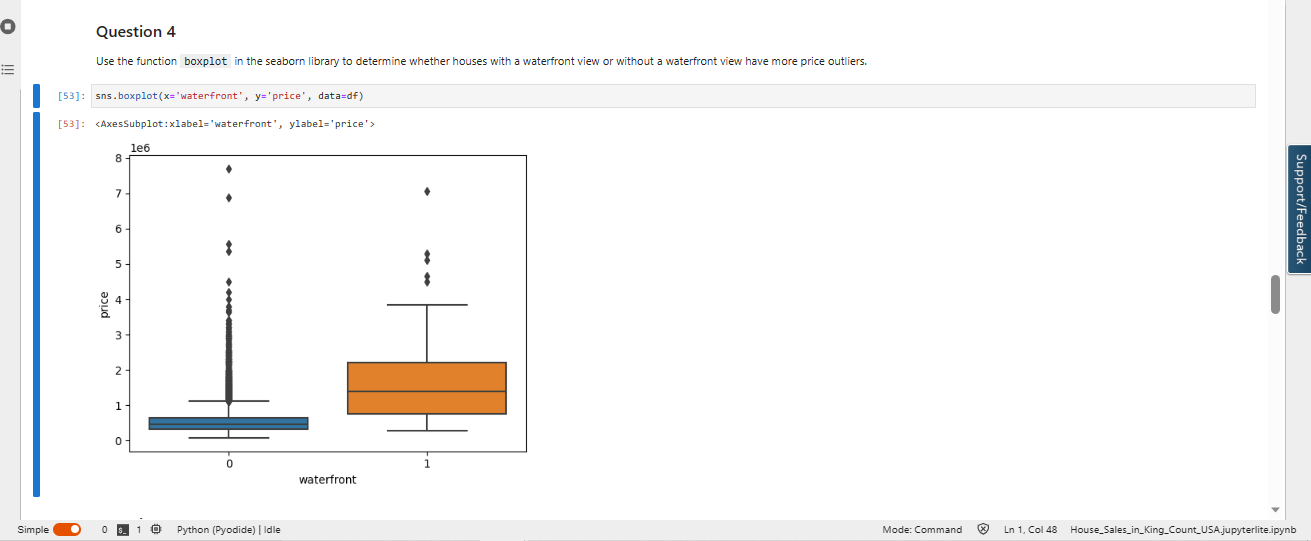 Question 4
Use the function boxplot in the seaborn library to determine whether houses with a waterfront view or without a waterfront view have more price outliers.
[53]: sns.boxplot(x='waterfront', y='price', data=df)
[53]: <AxesSubplot:xlabel='waterfront', ylabel='price'>
1e6
8
7
6
5
4
3
2
1
0
price
0 1
waterfront
Support/Feedback
Simple 0 s_ 1 Python (Pyodide) | Idle Mode: Command Ln 1, Col 48 House_Sales_in_King_Count_USA.jupyterlite.ipynb